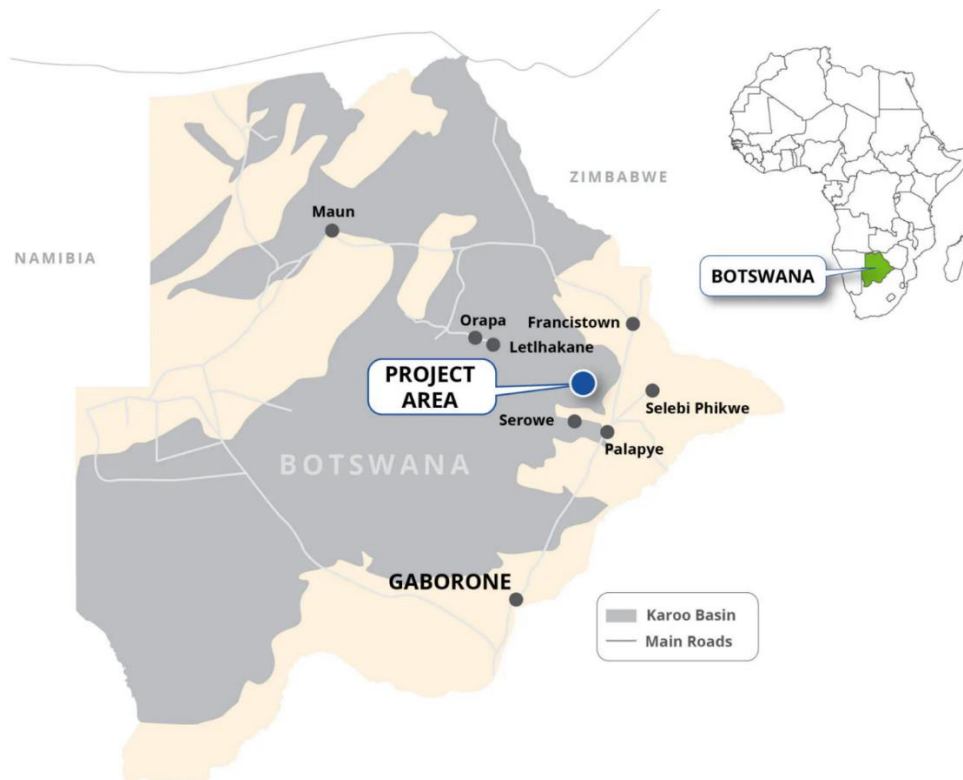 ZIMBABWE
Maun
NAMIBIA
BOTSWANA
Orapa
Francistown
Letlhakane
PROJECT
AREA
Selebi Phikwe
Serowe
Palapye
BOTSWANA
GABORONE
Karoo Basin
Main Roads